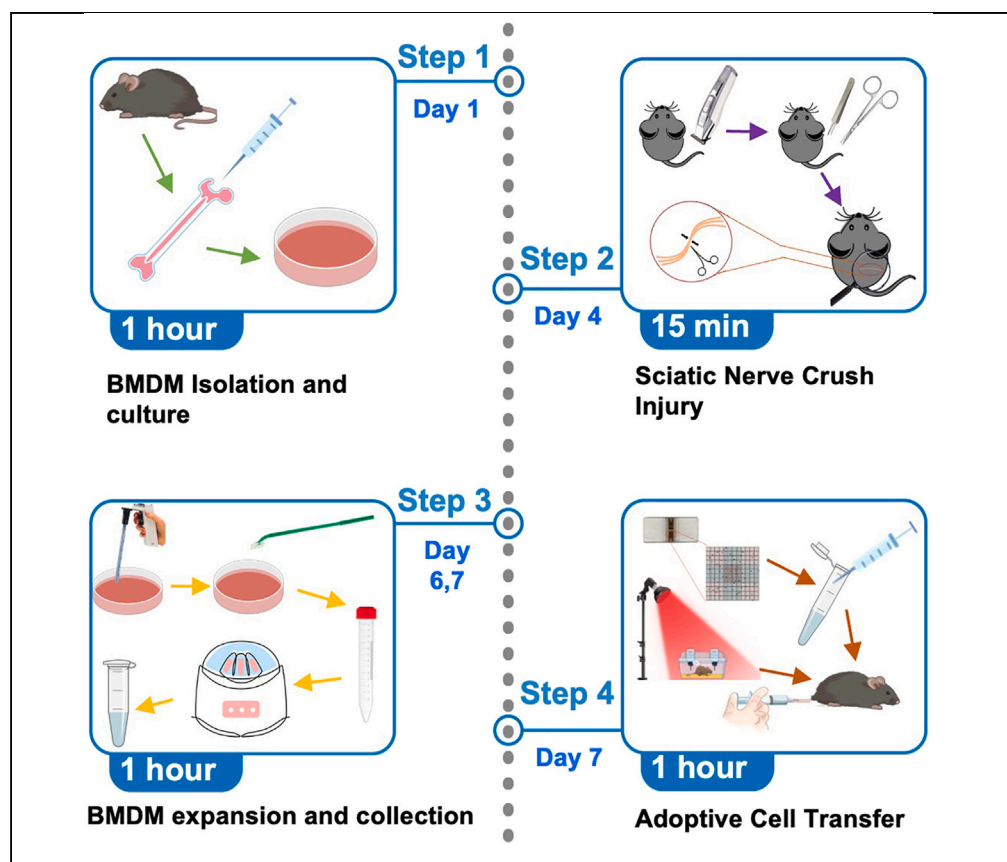 Step 1
Day 1
1 hour
BMDM Isolation and
culture
Step 2
Day 4
15 min
Sciatic Nerve Crush
Injury
Step 3
Day
6,7
1 hour
BMDM expansion and collection
Step 4
Day 7
1 hour
Adoptive Cell Transfer